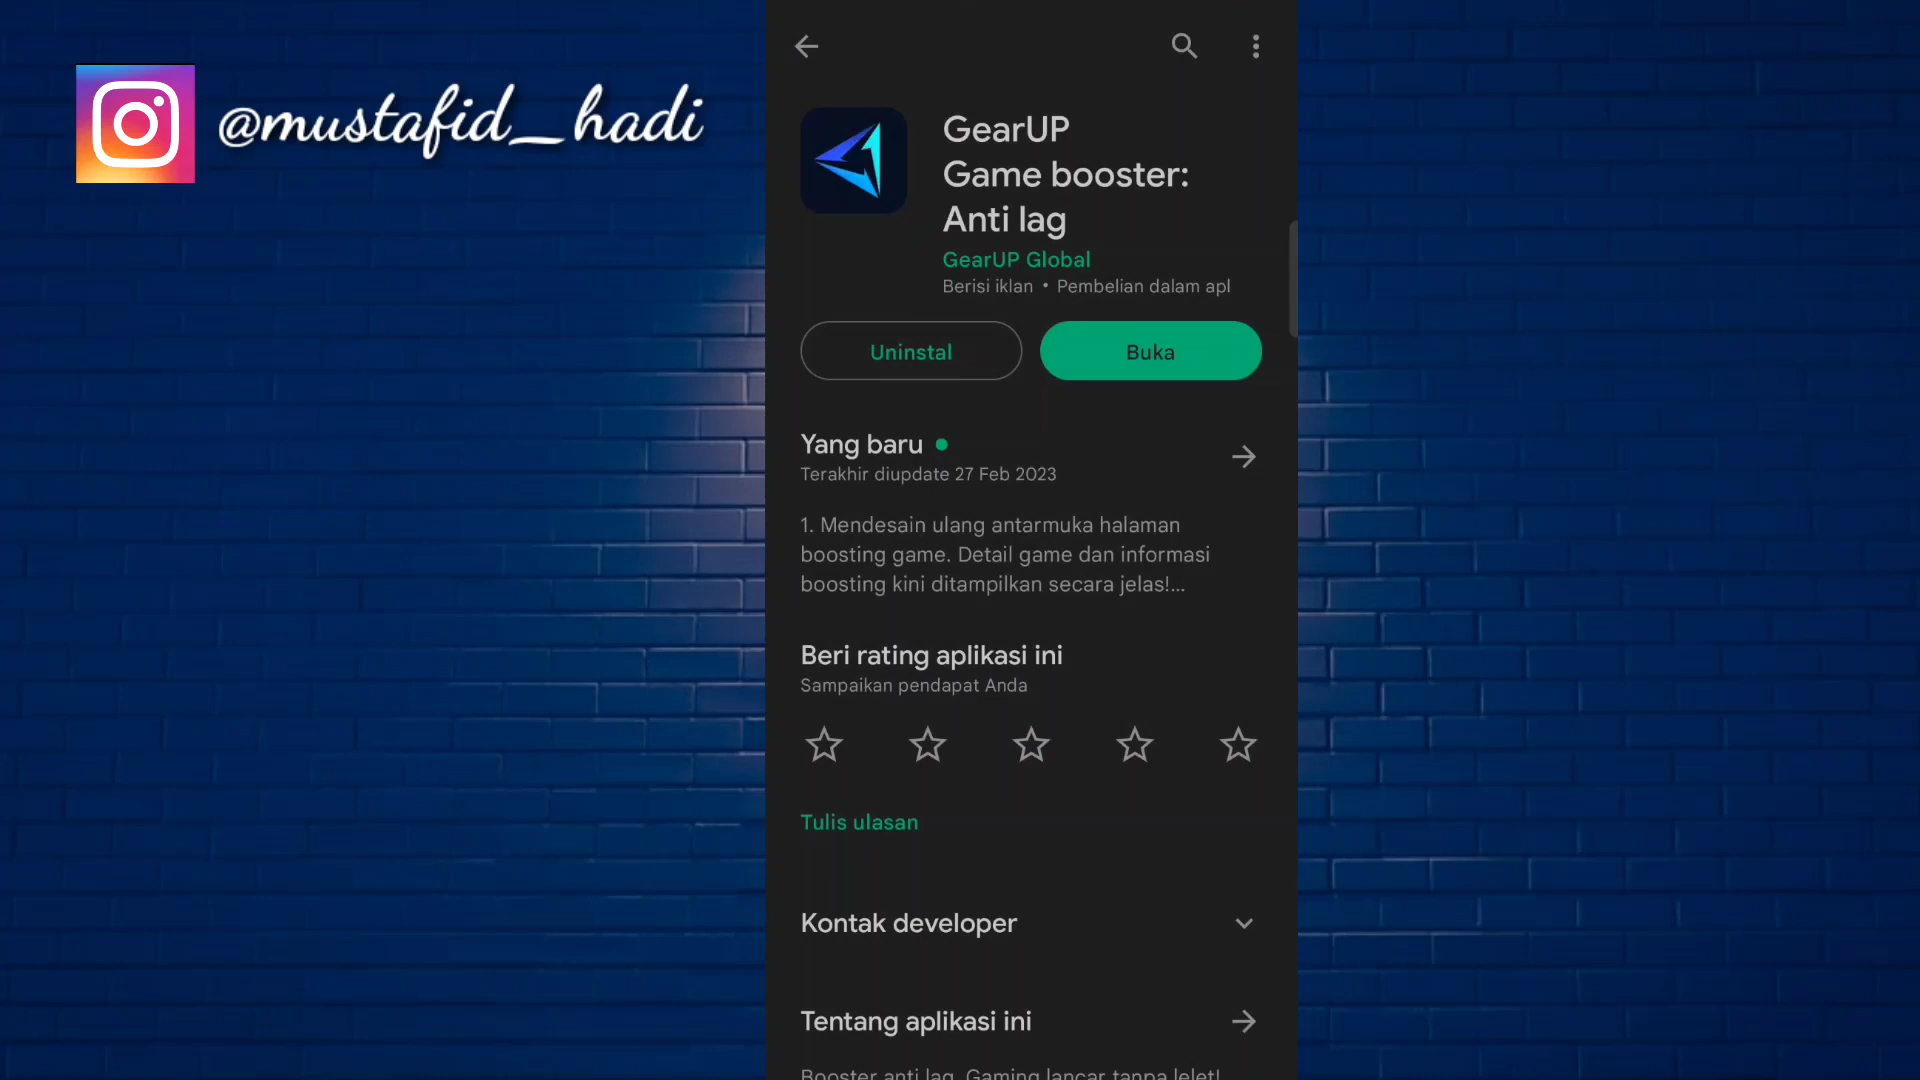 @mustafid_hadi
GearUP
Game booster:
Anti lag
GearUP Global
Berisi iklan • Pembelian dalam apl
Uninstal
Buka
Yang baru
Terakhir diupdate 27 Feb 2023
1. Mendesain ulang antarmuka halaman
boosting game. Detail game dan informasi
boosting kini ditampilkan secara jelas!...
Beri rating aplikasi ini
Sampaikan pendapat Anda
Tulis ulasan
Kontak developer
Tentang aplikasi ini
Booster anti lag. Gaming lancar tanpa lelet!